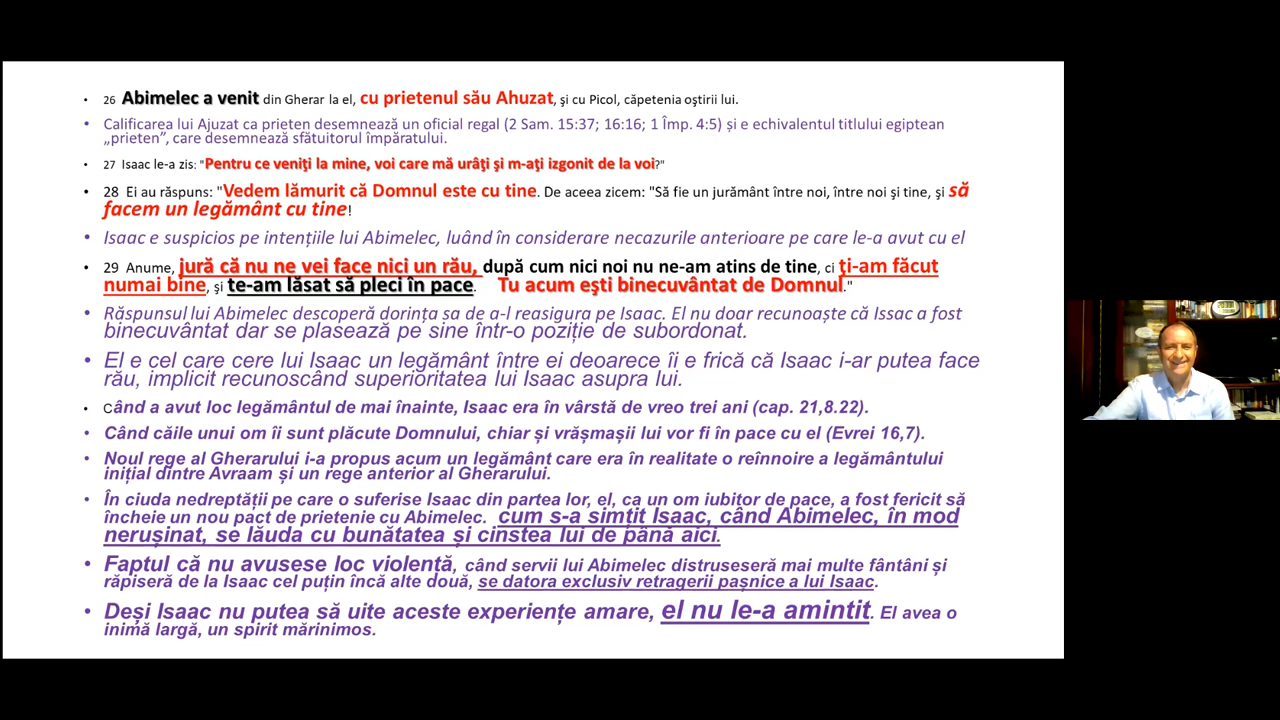 • 26 Abimelec a venit din Gherar la el, cu prietenul său Ahuzat, şi cu Picol, căpetenia oştirii lui.
• Calificarea lui Ajuzat ca prieten desemnează un oficial regal (2 Sam. 15:37; 16:16; 1 Împ. 4:5) și e echivalentul titlului egiptean
„prieten”, care desemnează sfătuitorul împăratului.
• 27 Isaac le-a zis: "Pentru ce veniţi la mine, voi care mă urâţi şi m-aţi izgonit de la voi?"
• 28 Ei au răspuns: "Vedem lămurit că Domnul este cu tine. De aceea zicem: "Să fie un jurământ între noi, între noi şi tine, şi să
facem un legământ cu tine!
• Isaac e suspicios pe intențiile lui Abimelec, luând în considerare necazurile anterioare pe care le-a avut cu el
• 29 Anume, jură că nu ne vei face nici un rău, după cum nici noi nu ne-am atins de tine, ci ţi-am făcut
numai bine, şi te-am lăsat să pleci în pace. Tu acum eşti binecuvântat de Domnul."
• Răspunsul lui Abimelec descoperă dorința sa de a-l reasigura pe Isaac. El nu doar recunoaște că Issac a fost
binecuvântat dar se plasează pe sine într-o poziție de subordonat.
• El e cel care cere lui Isaac un legământ între ei deoarece îi e frică că Isaac i-ar putea face
rău, implicit recunoscând superioritatea lui Isaac asupra lui.
• Când a avut loc legământul de mai înainte, Isaac era în vârstă de vreo trei ani (cap. 21,8.22).
• Când căile unui om îi sunt plăcute Domnului, chiar și vrășmașii lui vor fi în pace cu el (Evrei 16,7).
• Noul rege al Gherarului i-a propus acum un legământ care era în realitate o reînnoire a legământului
inițial dintre Avraam și un rege anterior al Gherarului.
• În ciuda nedreptății pe care o suferise Isaac din partea lor, el, ca un om iubitor de pace, a fost fericit să
încheie un nou pact de prietenie cu Abimelec. cum s-a simțit Isaac, când Abimelec, în mod
nerușinat, se lăuda cu bunătatea și cinstea lui de până aici.
• Faptul că nu avusese loc violență, când servii lui Abimelec distruseseră mai multe fântâni și
răpiseră de la Isaac cel puțin încă alte două, se datora exclusiv retragerii pașnice a lui Isaac.
• Deși Isaac nu putea să uite aceste experiențe amare, el nu le-a amintit. El avea o
inimă largă, un spirit mărinimos.